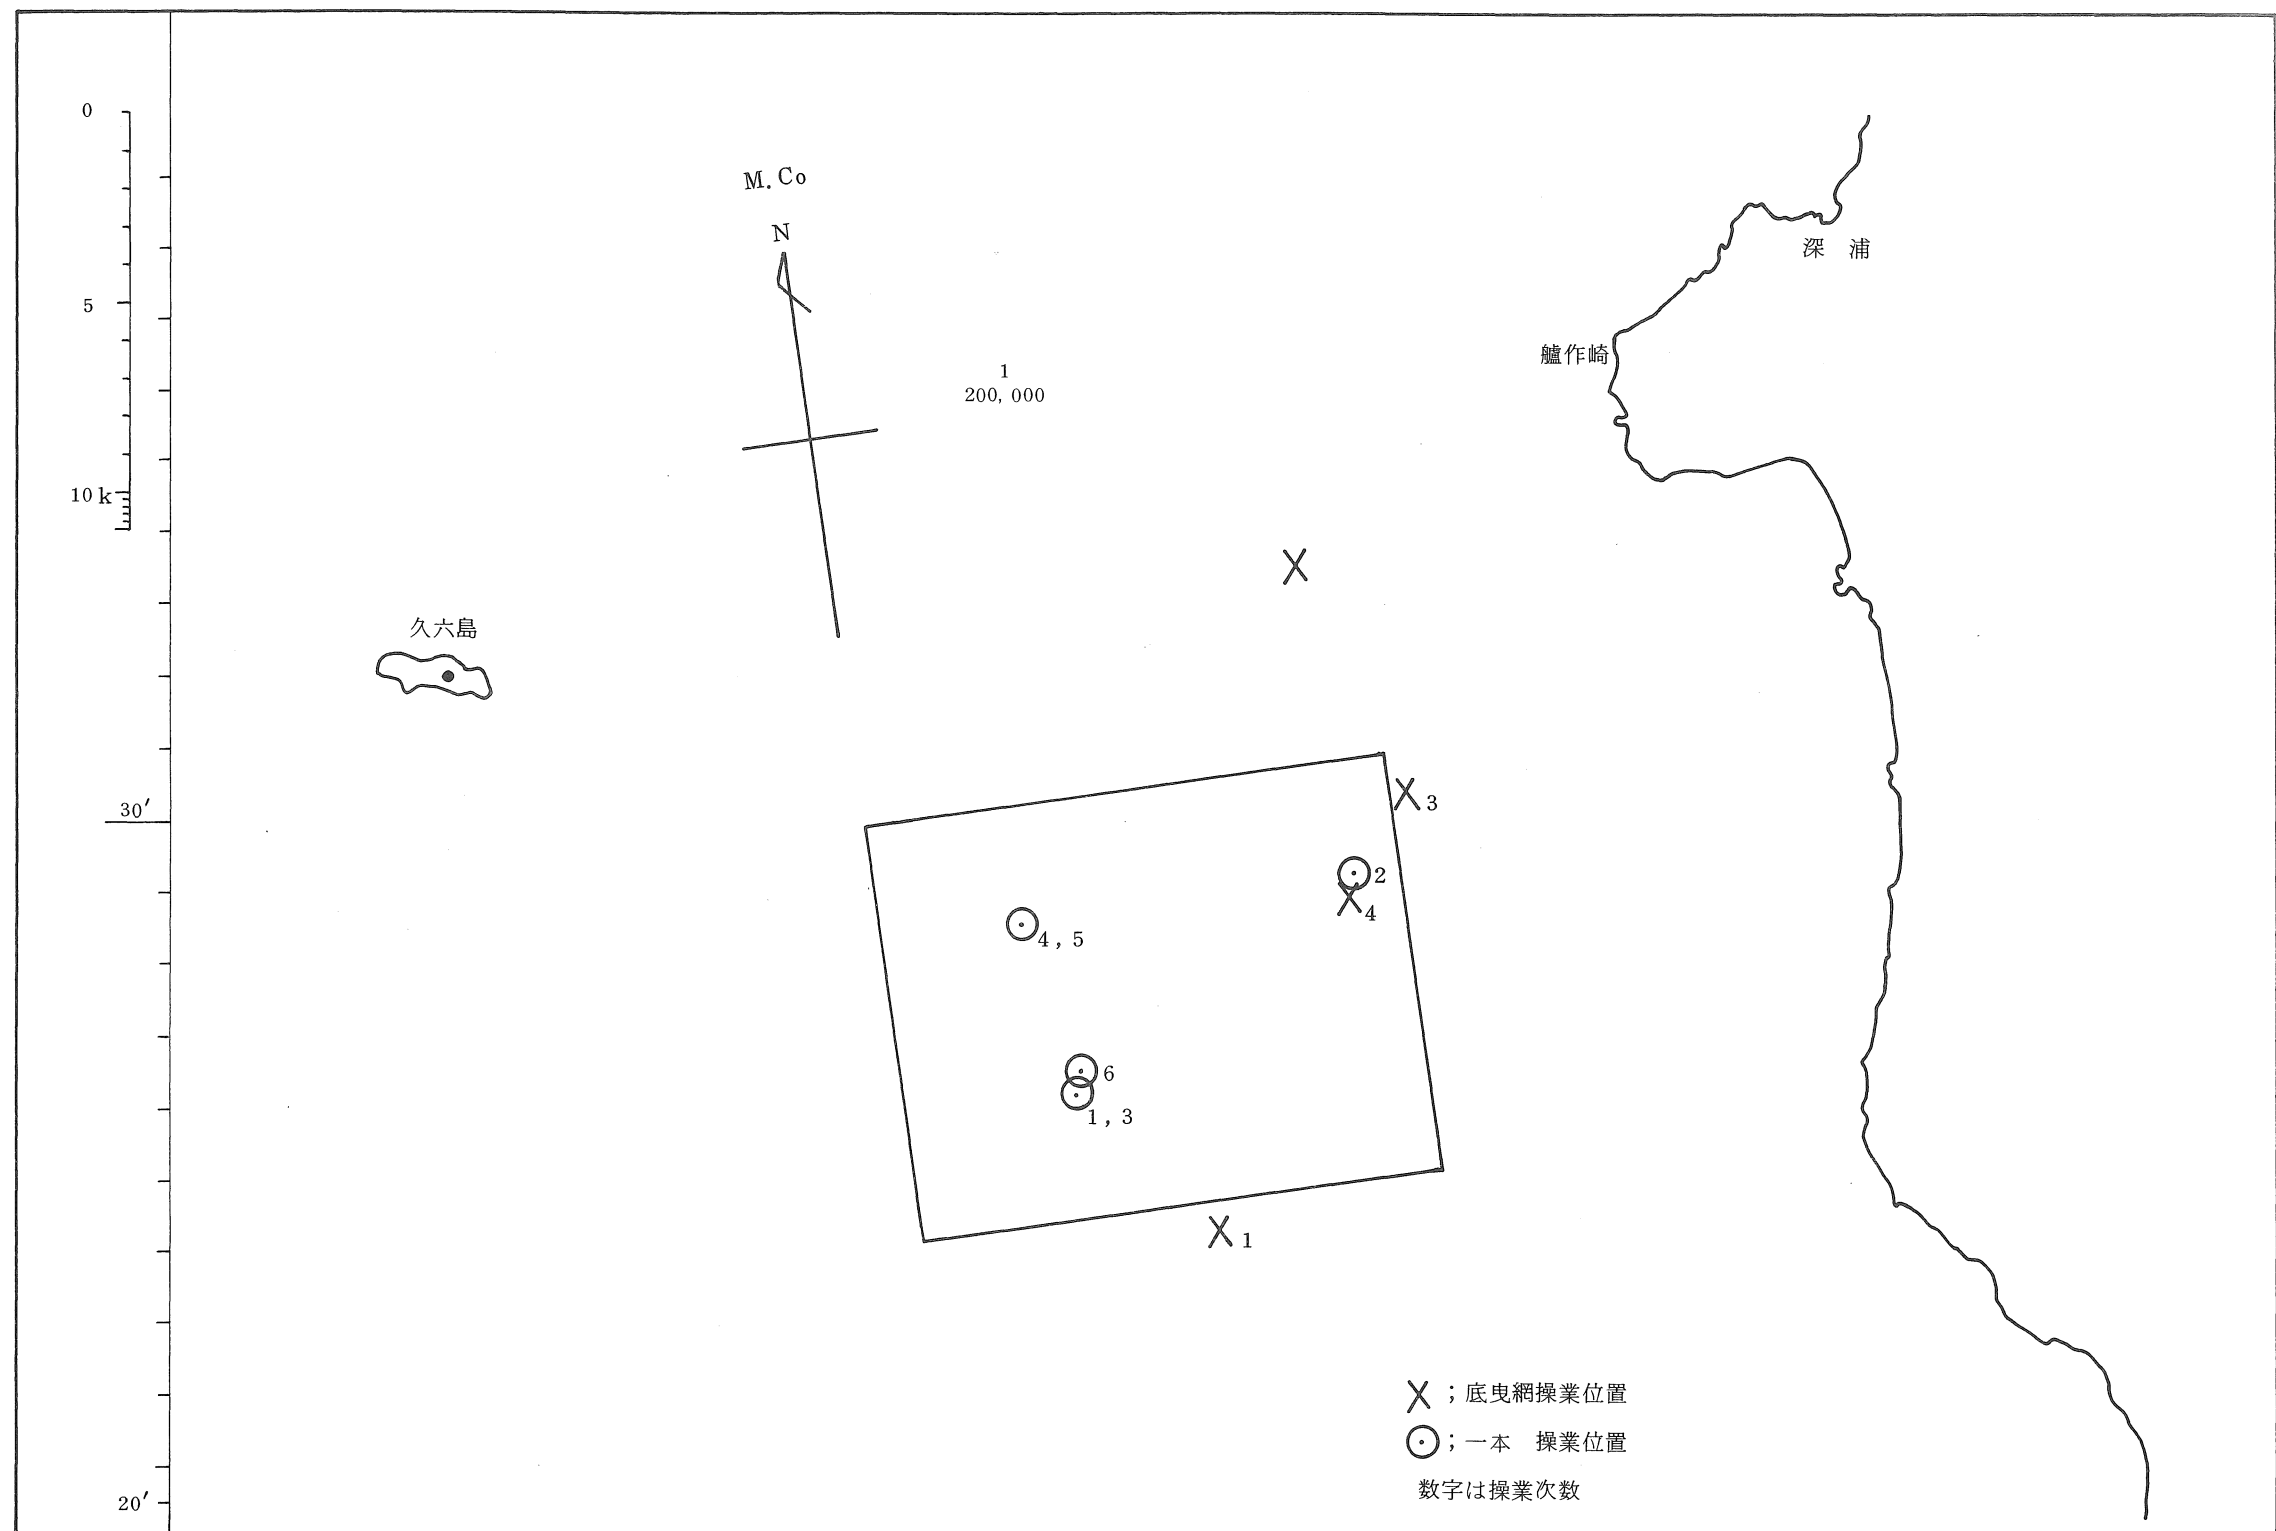 0
M. Co
N
深 浦
5
艫作崎
1
200,000
10k
久六島
30′
3
2
4
4, 5
6
1, 3
1
X ; 底曳網操業位置
⊙ ; 一本 操業位置
数字は操業次数
20′